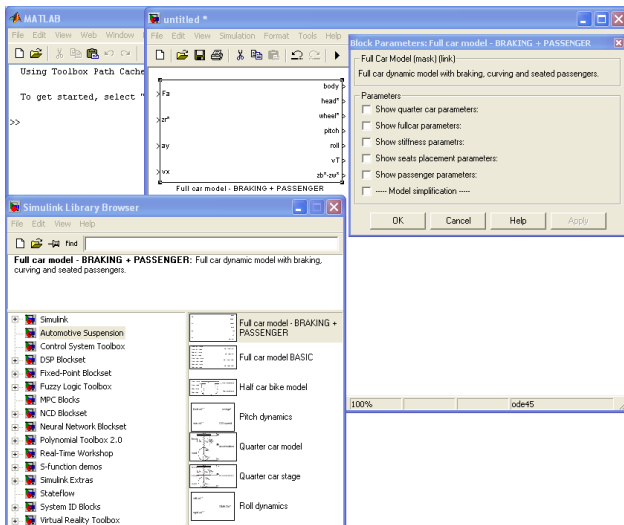 MATLAB
File Edit View Web Window
Using Toolbox Path Cache
To get started, select "
>>
untitled *
File Edit View Simulation Format Tools Help
Fa
zr*
ay
vx
body
head*
wheel*
pitch
roll
vT
zb*-zw*
Full car model - BRAKING + PASSENGER
Block Parameters: Full car model - BRAKING + PASSENGER
Full Car Model (mask) (link)
Full car dynamic model with braking, curving and seated passengers.
Parameters
Show quarter car parameters:
Show fullcar parameters:
Show stiffness parametrs:
Show seats placement parameters:
Show passenger parameters:
----- Model simplification -----
OK Cancel Help Apply
100% ode45
Simulink Library Browser
File Edit View Help
find
Full car model - BRAKING + PASSENGER: Full car dynamic model with braking,
curving and seated passengers.
Simulink
Automotive Suspension
Control System Toolbox
DSP Blockset
Fixed-Point Blockset
Fuzzy Logic Toolbox
MPC Blocks
NCD Blockset
Neural Network Blockset
Polynomial Toolbox 2.0
Real-Time Workshop
S-function demos
Simulink Extras
Stateflow
System ID Blocks
Virtual Reality Toolbox
Full car model - BRAKING +
PASSENGER
Full car model BASIC
Half car bike model
Pitch dynamics
Quarter car model
Quarter car stage
Roll dynamics